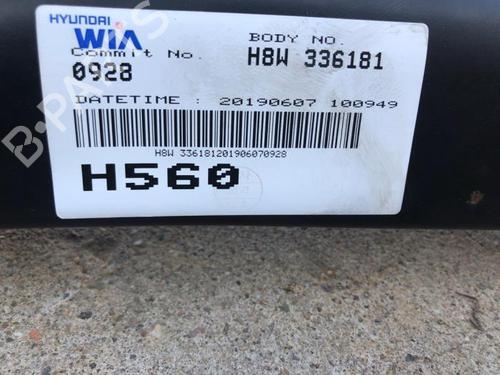 HYUNDAI
WIA
BODY NO.
Commit No.
H8W 336181
0928
DATETIME : 20190607 100949
H8W 336181201906070928
H560
B-PARTS